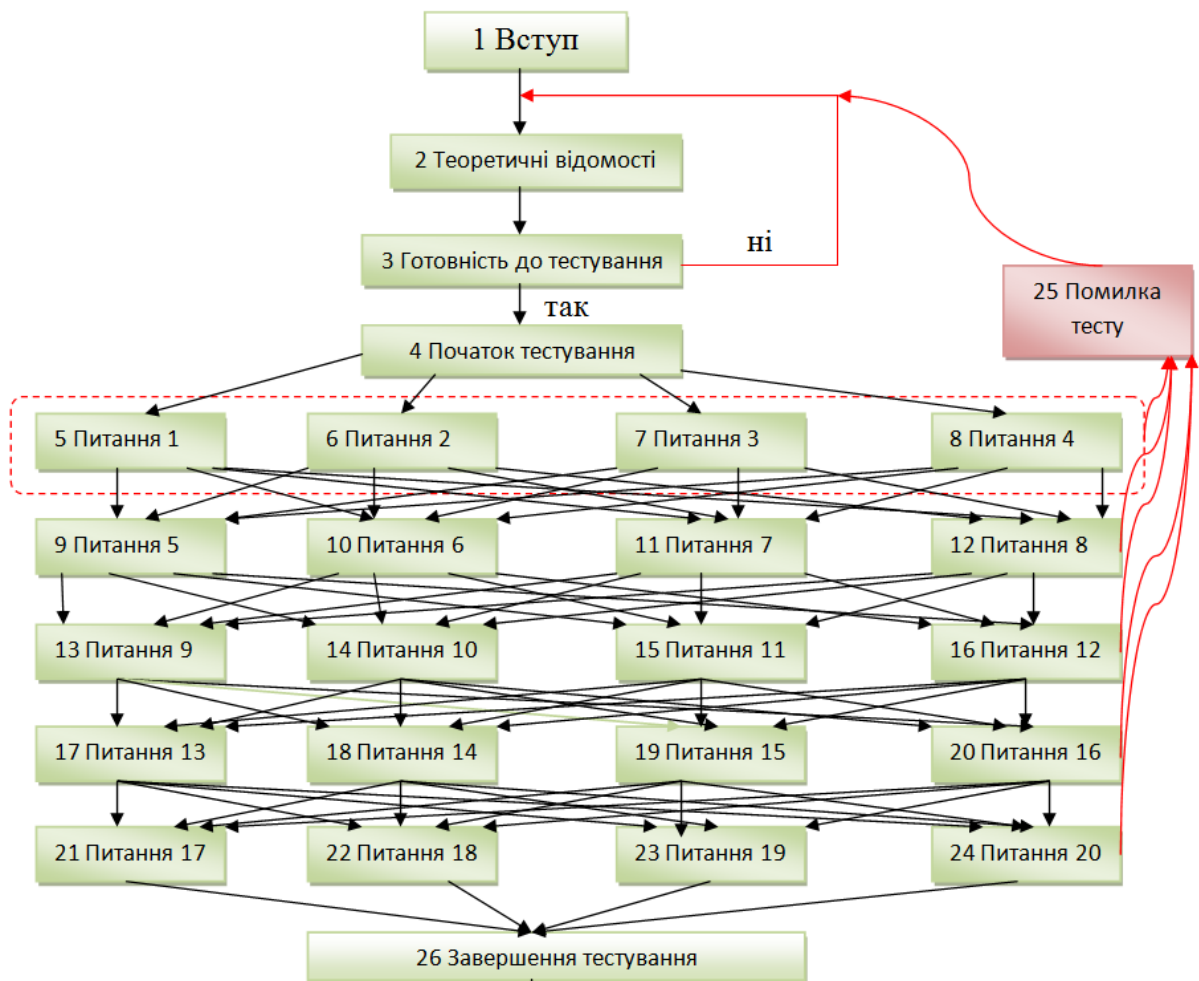 1 Вступ
2 Теоретичні відомості
3 Готовність до тестування
ні
25 Помилка
тесту
так
4 Початок тестування
5 Питання 1
6 Питання 2
7 Питання 3
8 Питання 4
9 Питання 5
10 Питання 6
11 Питання 7
12 Питання 8
13 Питання 9
14 Питання 10
15 Питання 11
16 Питання 12
17 Питання 13
18 Питання 14
19 Питання 15
20 Питання 16
21 Питання 17
22 Питання 18
23 Питання 19
24 Питання 20
26 Завершення тестування